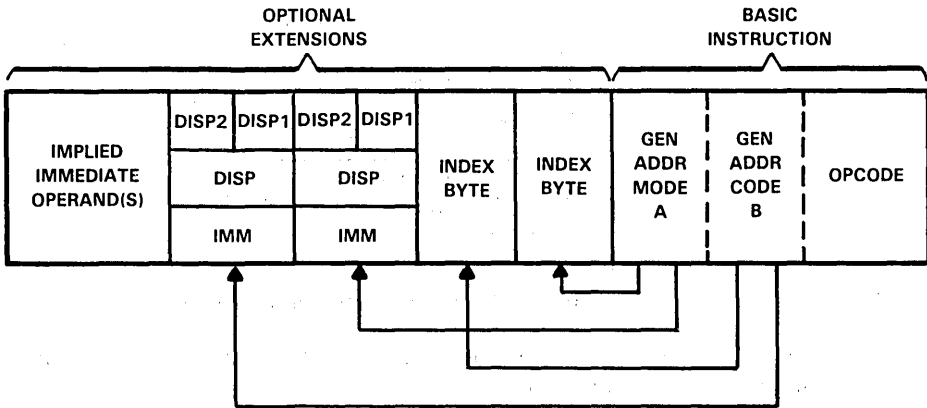 OPTIONAL
EXTENSIONS
BASIC
INSTRUCTION
IMPLIED
IMMEDIATE
OPERAND(S)
DISP2
DISP1
DISP2
DISP1
DISP
DISP
IMM
IMM
INDEX
BYTE
INDEX
BYTE
GEN
ADDR
MODE
A
GEN
ADDR
CODE
B
OPCODE